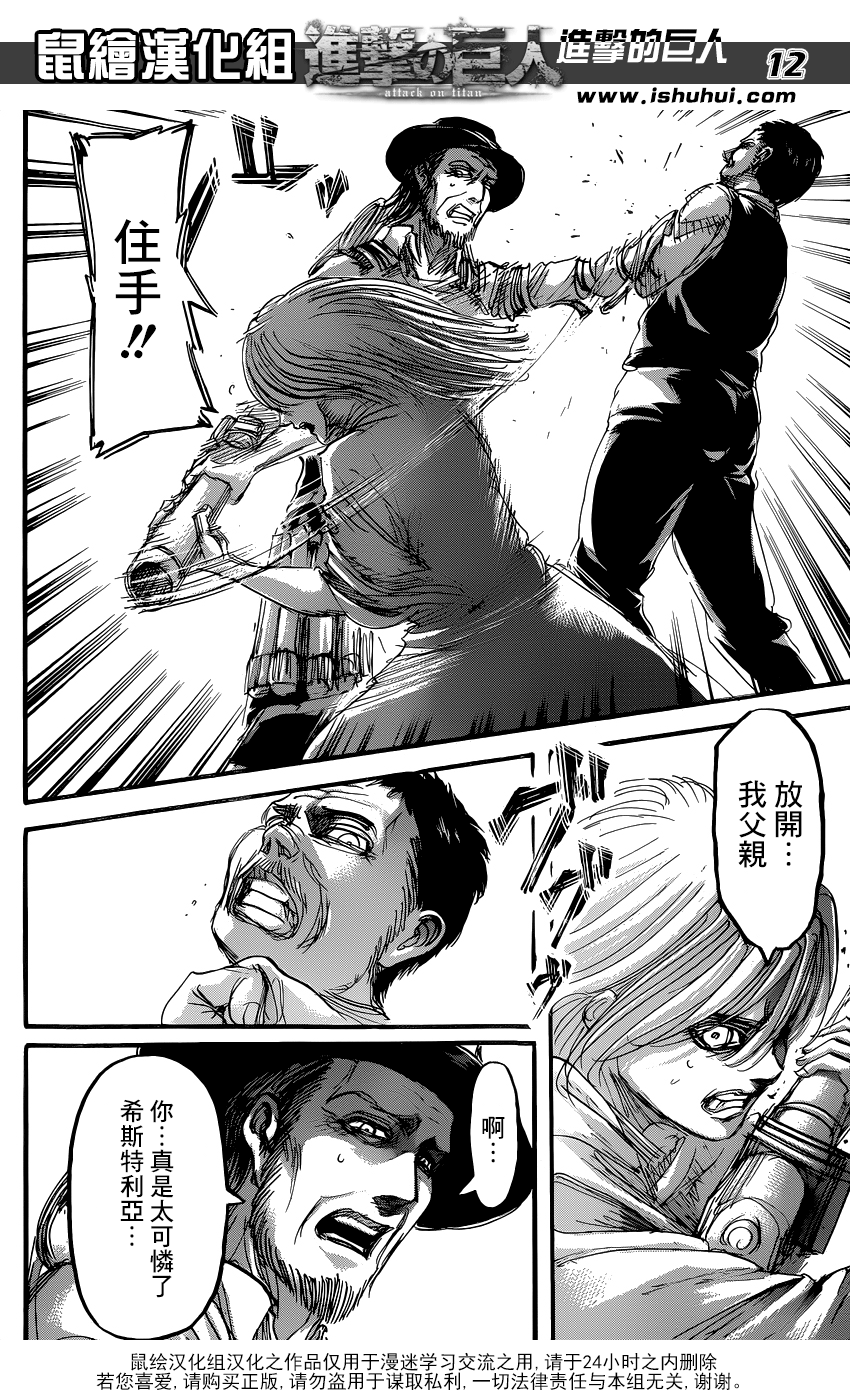 鼠繪漢化組
進撃の巨人
attack on titan
進擊的巨人
12
www.ishuhui.com
住手!!
放開…
我父親
啊…
你…真是太可憐了
希斯特利亞…
鼠绘汉化组汉化之作品仅用于漫迷学习交流之用, 请于24小时之内删除
若您喜爱, 请购买正版, 请勿盗用于谋取私利, 一切法律责任与本组无关, 谢谢。